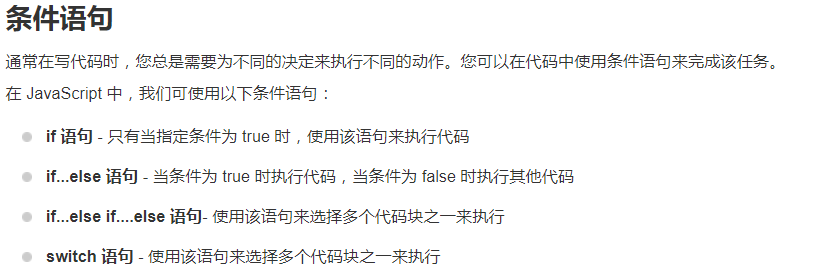 条件语句
通常在写代码时，您总是需要为不同的决定来执行不同的动作。您可以在代码中使用条件语句来完成该任务。
在 JavaScript 中，我们可使用以下条件语句：
if 语句 - 只有当指定条件为 true 时，使用该语句来执行代码
if...else 语句 - 当条件为 true 时执行代码，当条件为 false 时执行其他代码
if...else if....else 语句- 使用该语句来选择多个代码块之一来执行
switch 语句 - 使用该语句来选择多个代码块之一来执行